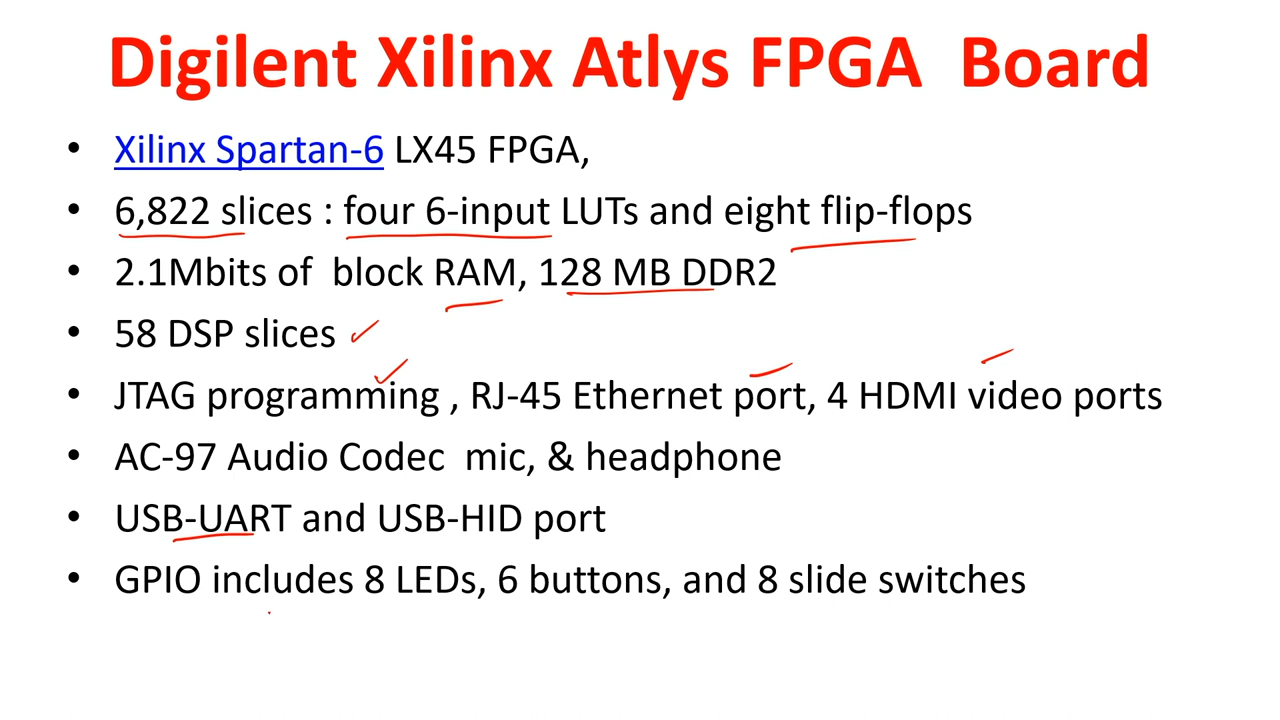 Digilent Xilinx Atlys FPGA Board
• Xilinx Spartan-6 LX45 FPGA,
• 6,822 slices : four 6-input LUTs and eight flip-flops
• 2.1Mbits of block RAM, 128 MB DDR2
• 58 DSP slices
• JTAG programming , RJ-45 Ethernet port, 4 HDMI video ports
• AC-97 Audio Codec mic, & headphone
• USB-UART and USB-HID port
• GPIO includes 8 LEDs, 6 buttons, and 8 slide switches